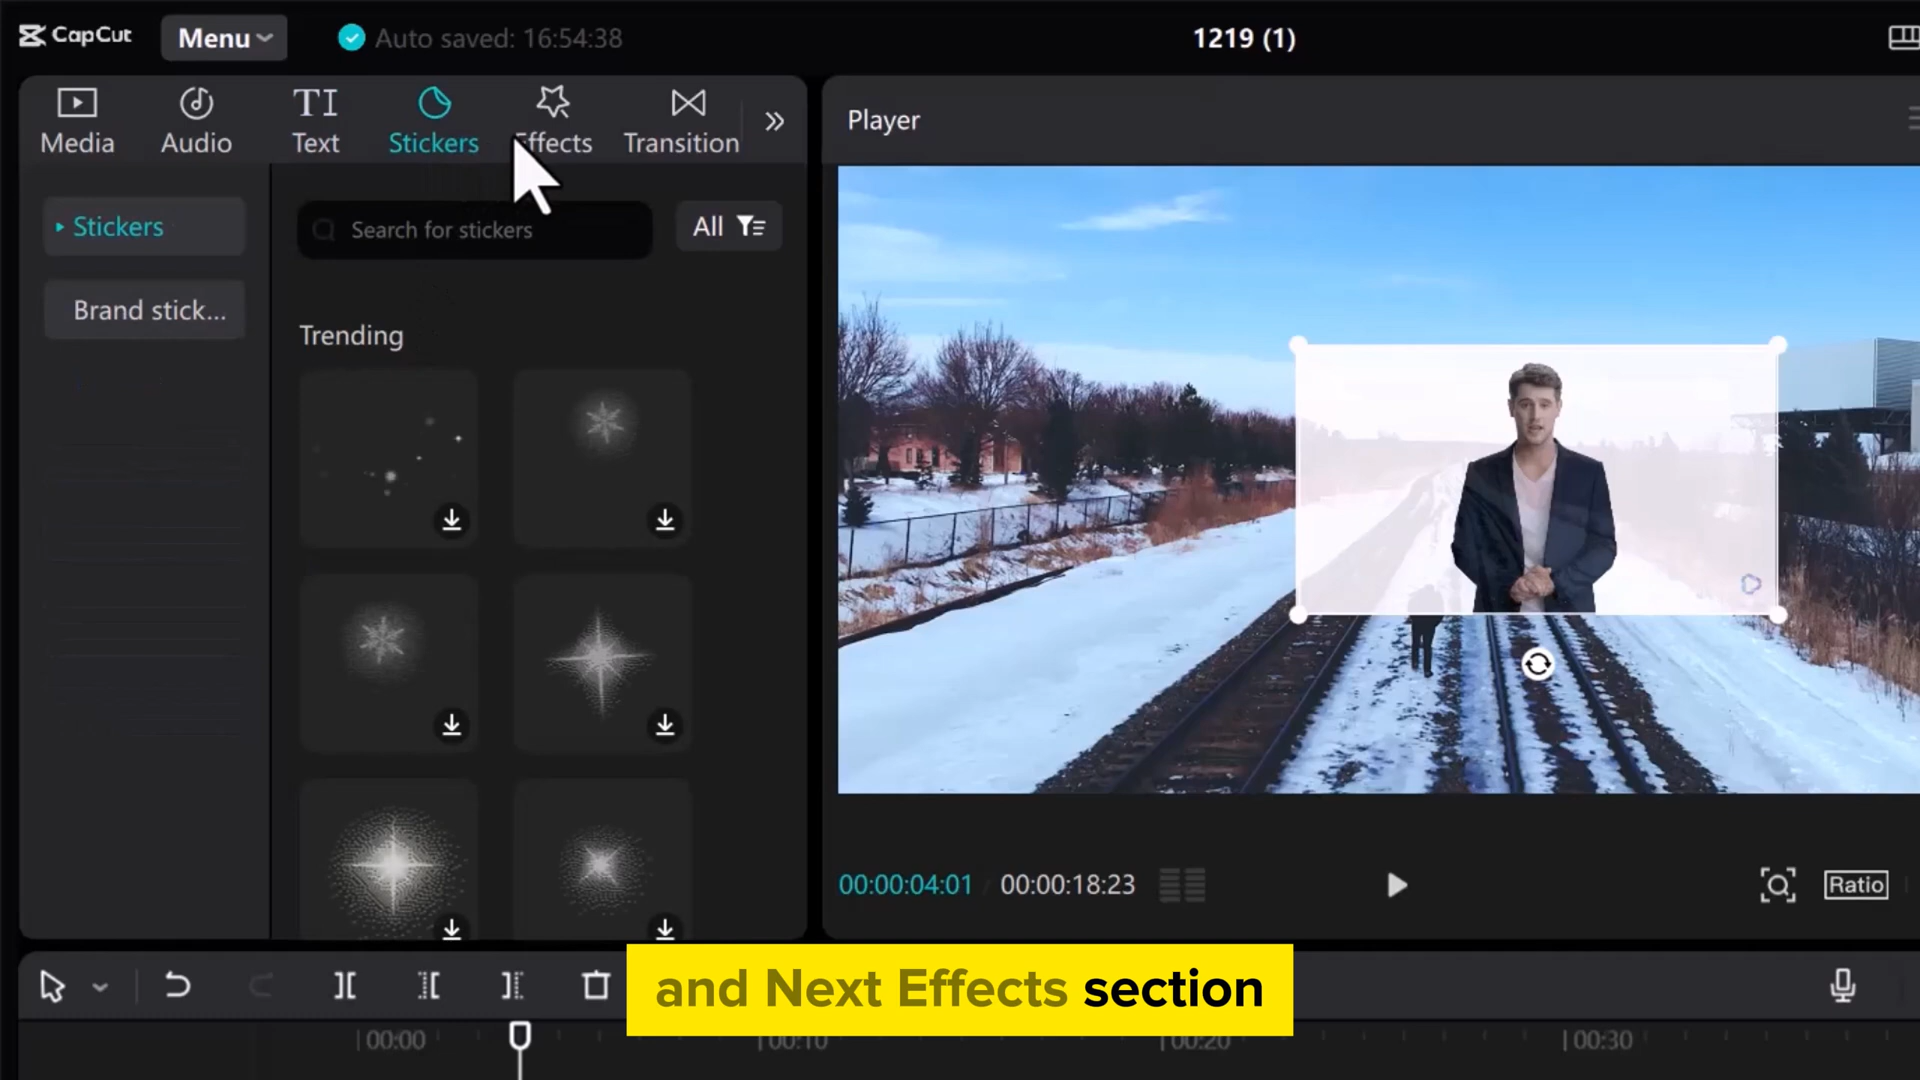 CapCut
Menu
Auto saved: 16:54:38
1219 (1)
Media
Audio
Text
Stickers
Effects
Transition
Player
Stickers
Search for stickers
All
Brand stick...
Trending
00:00:04:01
00:00:18:23
Ratio
and Next Effects section
00:00
00:10
00:20
00:30